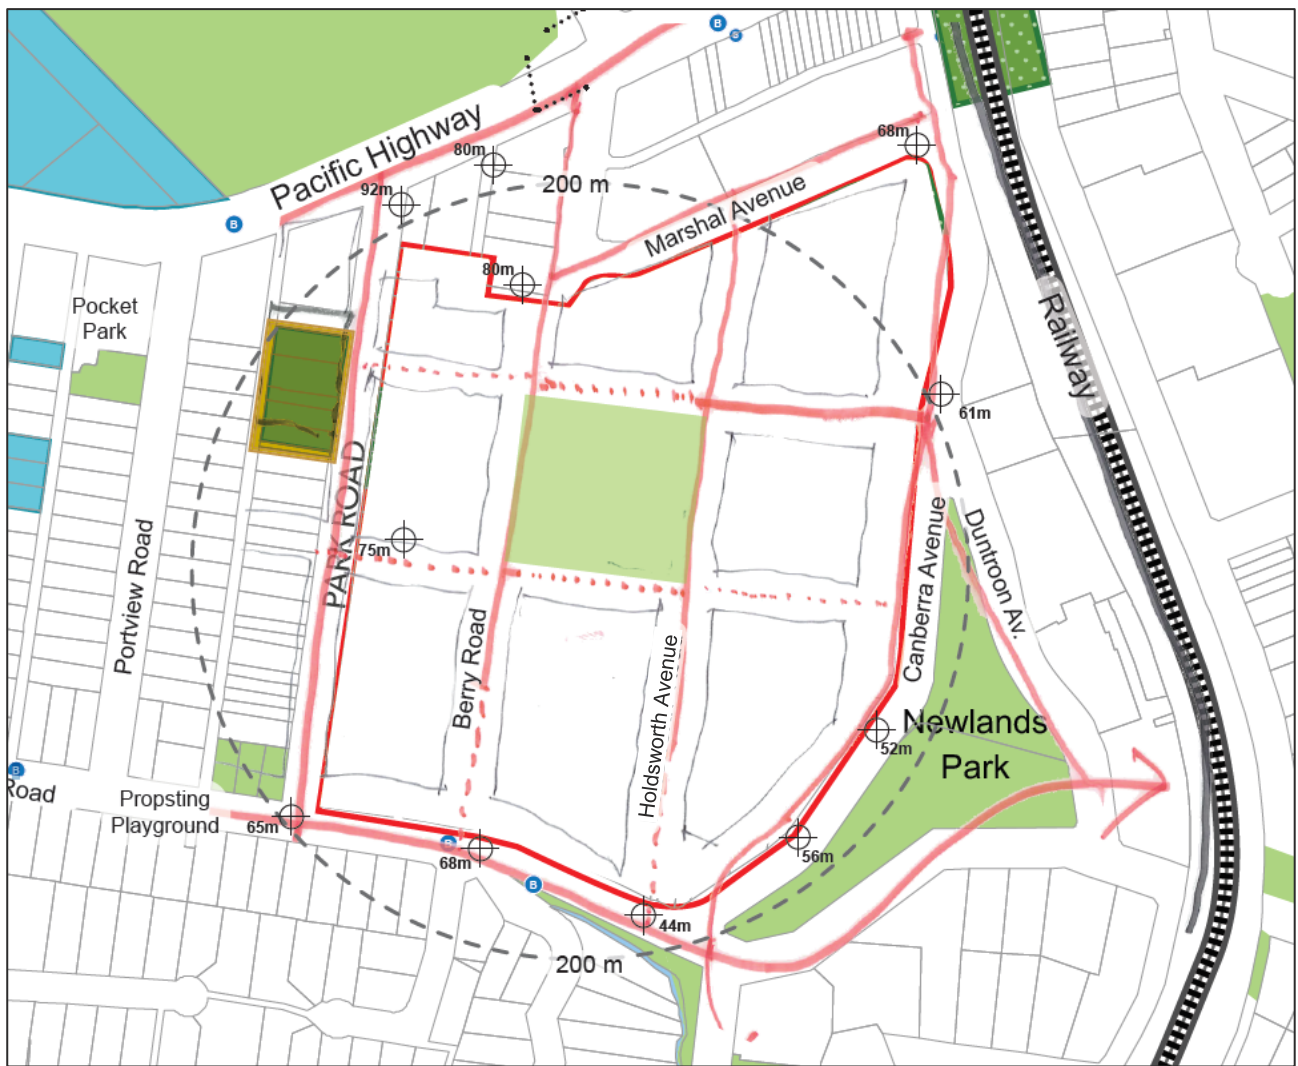 B
B
Pacific Highway
80m
68m
92m
200 m
B
Marshal Avenue
80m
Pocket
Park
Railway
61m
PARK ROAD
75m
Portview Road
Canberra Avenue
Duntroon Av.
Berry Road
Holdsworth Avenue
Newlands
Park
52m
B
Road
Propsting
Playground
65m
B
68m
56m
B
44m
200 m